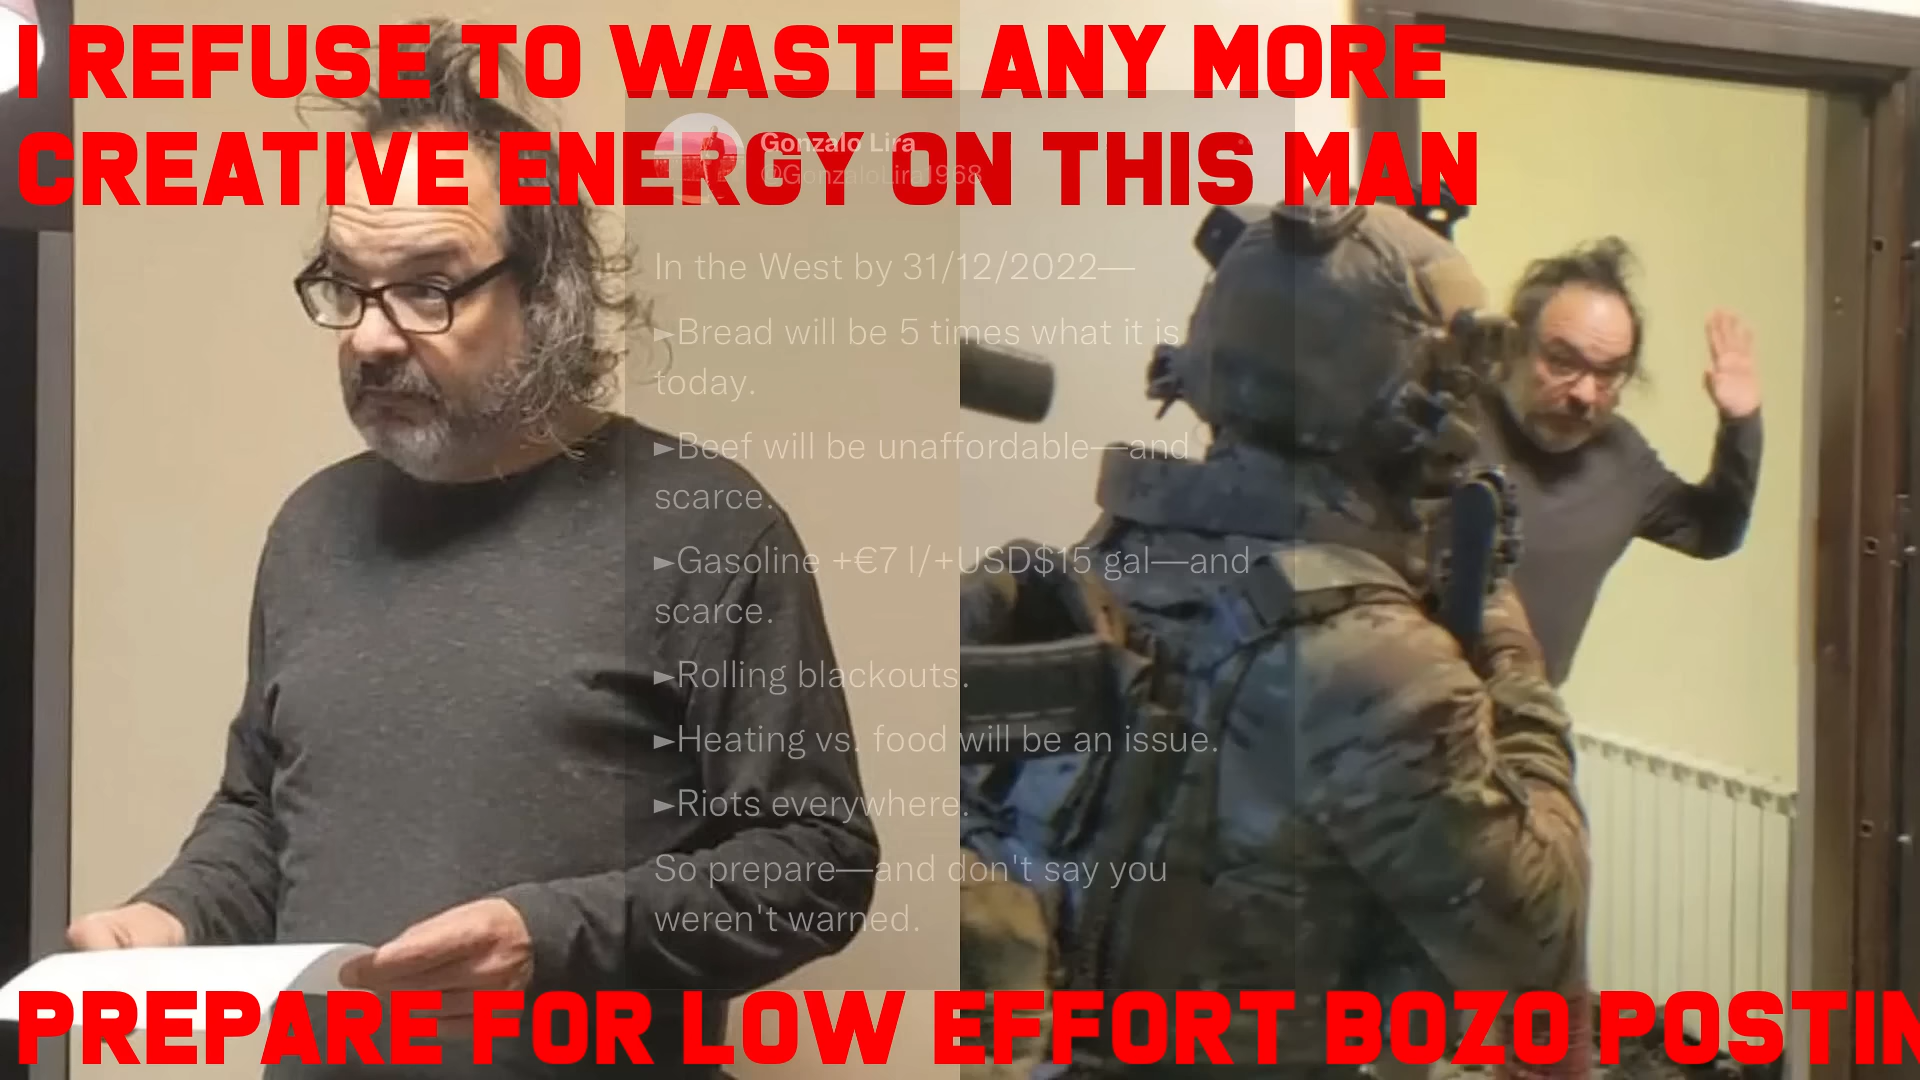 I REFUSE TO WASTE ANY MORE
CREATIVE ENERGY ON THIS MAN
Gonzalo Lira
@GonzaloLira1968
In the West by 31/12/2022—
►Bread will be 5 times what it is
today.
►Beef will be unaffordable—and
scarce.
►Gasoline +€7 l/+USD$15 gal—and
scarce.
►Rolling blackouts.
►Heating vs. food will be an issue.
►Riots everywhere.
So prepare—and don't say you
weren't warned.
PREPARE FOR LOW EFFORT BOZO POSTIN